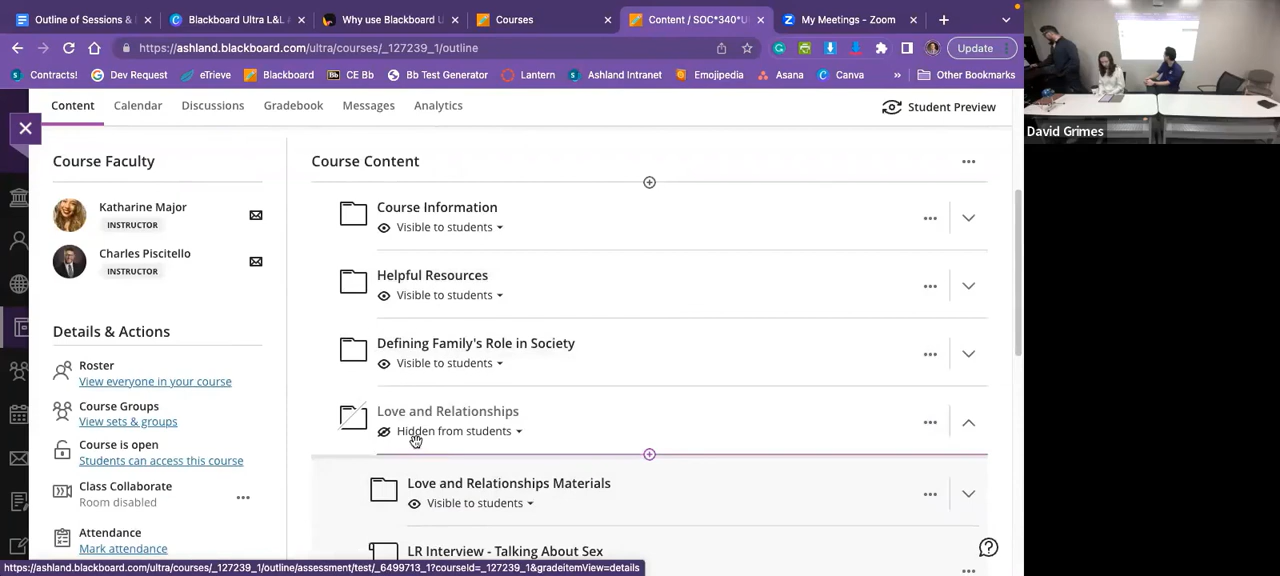 Outline of Sessions &
Blackboard Ultra L&L
Why use Blackboard U
Courses
Content / SOC*340*U
My Meetings - Zoom
https://ashland.blackboard.com/ultra/courses/_127239_1/outline
Update
Contracts!
Dev Request
eTrieve
Blackboard
CE Bb
Bb Test Generator
Lantern
Ashland Intranet
Emojipedia
Asana
Canva
»
Other Bookmarks
Content
Calendar
Discussions
Gradebook
Messages
Analytics
Student Preview
David Grimes
Course Faculty
Katharine Major
INSTRUCTOR
Charles Piscitello
INSTRUCTOR
Details & Actions
Roster
View everyone in your course
Course Groups
View sets & groups
Course is open
Students can access this course
Class Collaborate
Room disabled
Attendance
Mark attendance
Course Content
Course Information
Visible to students
Helpful Resources
Visible to students
Defining Family's Role in Society
Visible to students
Love and Relationships
Hidden from students
Love and Relationships Materials
Visible to students
LR Interview - Talking About Sex
https://ashland.blackboard.com/ultra/courses/_127239_1/outline/assessment/test/_6499713_1?courseId=_127239_1&gradeitemView=details